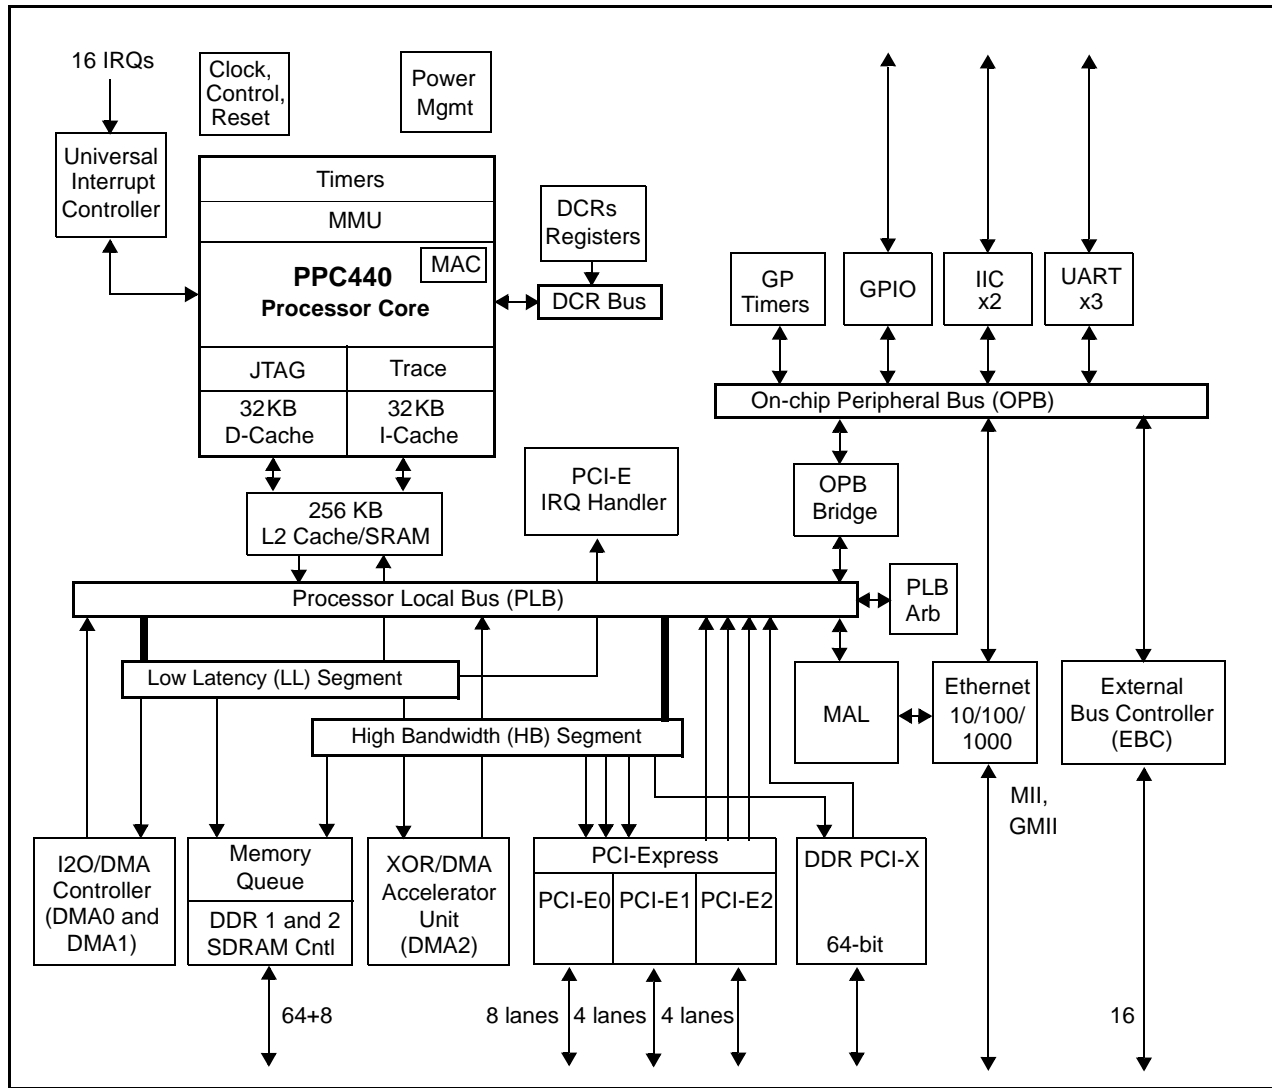 16 IRQs
Clock,
Control,
Reset
Power
Mgmt
Universal
Interrupt
Controller
Timers
MMU
MAC
PPC440
Processor Core
JTAG
Trace
32KB
D-Cache
32KB
I-Cache
DCRs
Registers
DCR Bus
GP
Timers
GPIO
IIC
x2
UART
x3
On-chip Peripheral Bus (OPB)
256 KB
L2 Cache/SRAM
PCI-E
IRQ Handler
OPB
Bridge
Processor Local Bus (PLB)
PLB
Arb
Low Latency (LL) Segment
High Bandwidth (HB) Segment
MAL
Ethernet
10/100/
1000
External
Bus Controller
(EBC)
MII,
GMII
I2O/DMA
Controller
(DMA0 and
DMA1)
Memory
Queue
DDR 1 and 2
SDRAM Cntl
XOR/DMA
Accelerator
Unit
(DMA2)
PCI-Express
PCI-E0
PCI-E1
PCI-E2
DDR PCI-X
64-bit
64+8
8 lanes
4 lanes
4 lanes
16